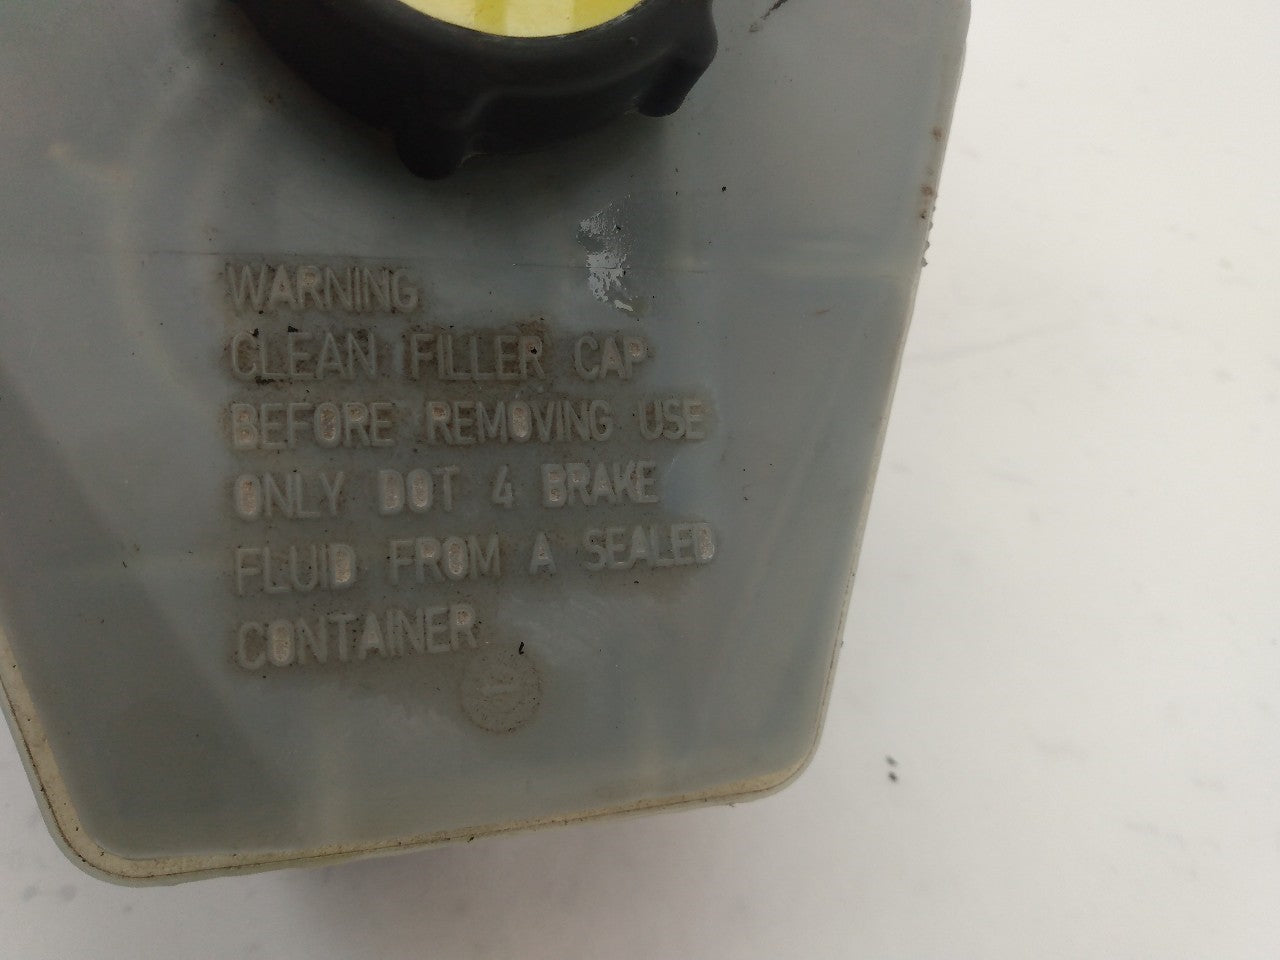 WARNING
CLEAN FILLER CAP
BEFORE REMOVING USE
ONLY DOT 4 BRAKE
FLUID FROM A SEALED
CONTAINER